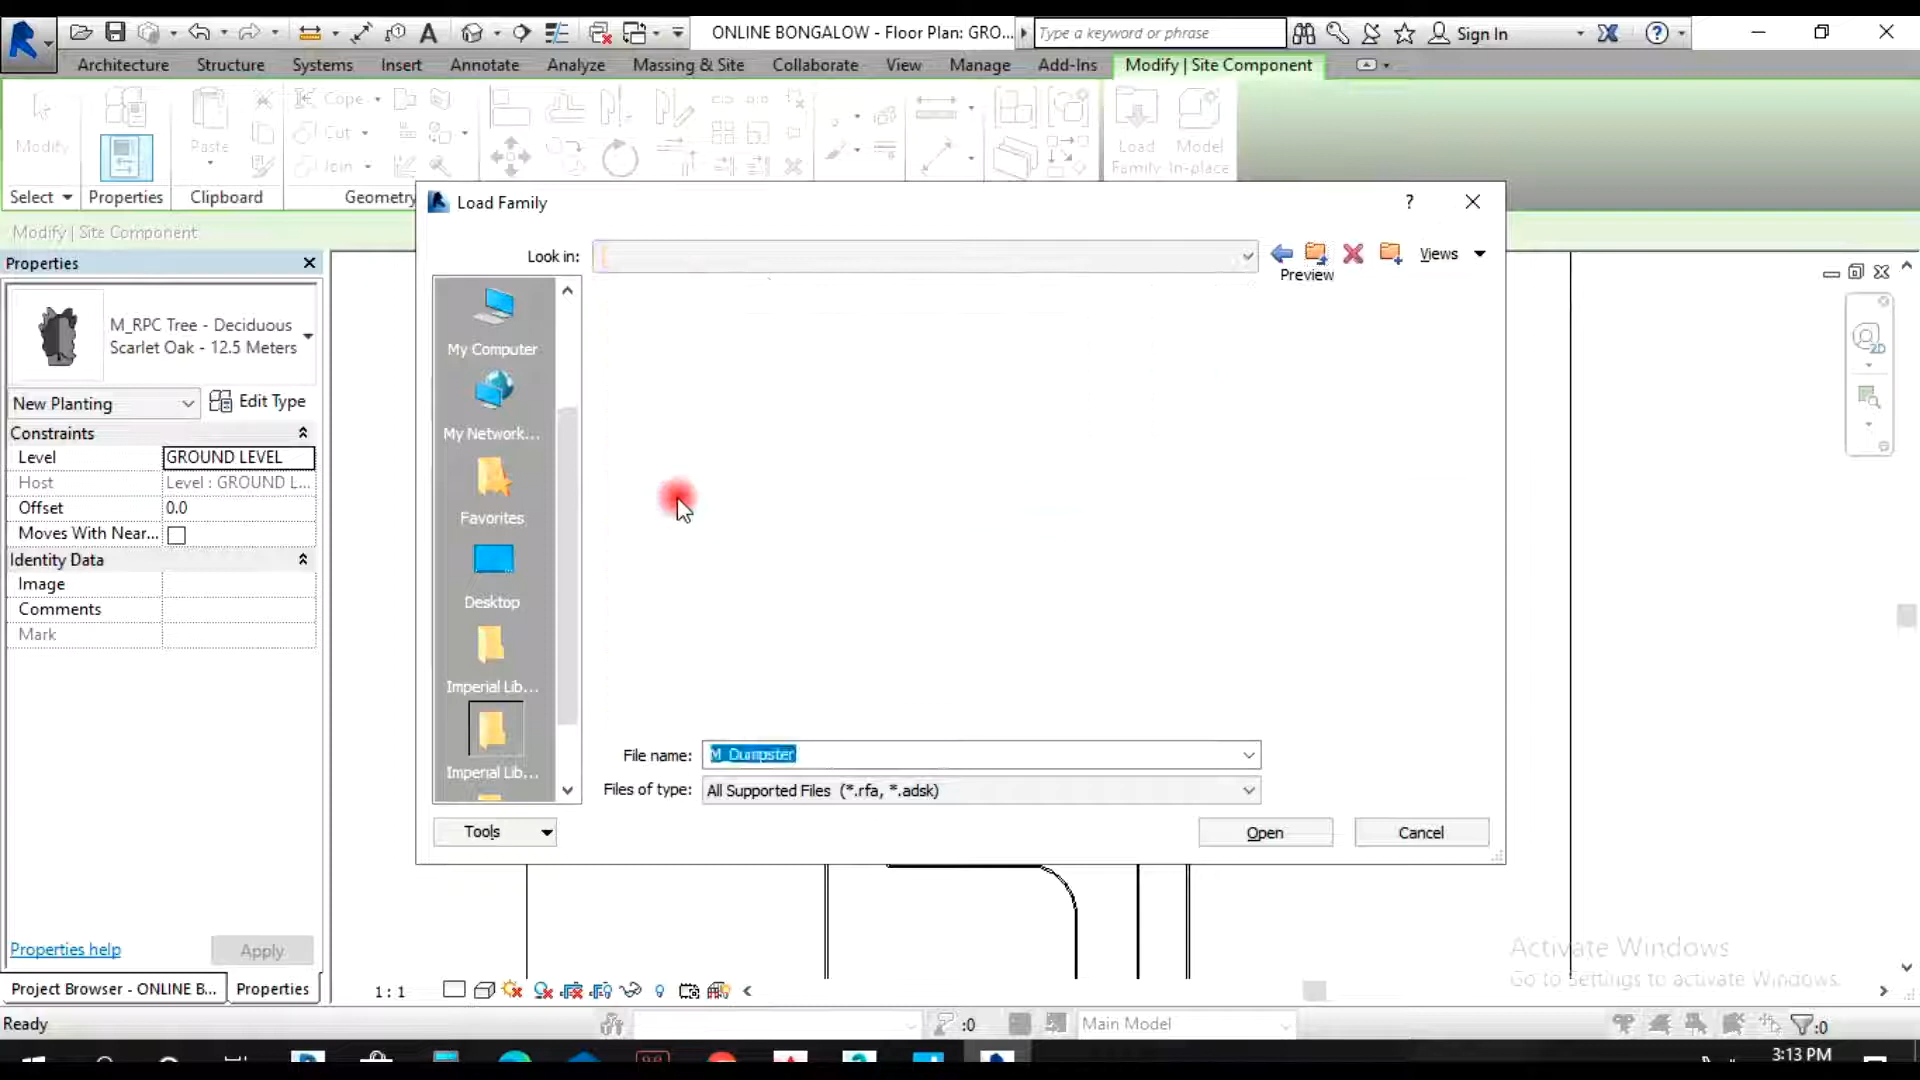 ONLINE BONGALOW - Floor Plan: GRO...
Type a keyword or phrase
Sign In
Architecture
Structure
Systems
Insert
Annotate
Analyze
Massing & Site
Collaborate
View
Manage
Add-Ins
Modify | Site Component
Modify
Paste
Cope
Cut
Join
Load
Family
Model
In-place
Select
Properties
Clipboard
Geometry
Modify | Site Component
Properties
M_RPC Tree - Deciduous
Scarlet Oak - 12.5 Meters
New Planting
Edit Type
Constraints
Level
GROUND LEVEL
Host
Level : GROUND L...
Offset
0.0
Moves With Near...
Identity Data
Image
Comments
Mark
Properties help
Apply
Project Browser - ONLINE B...
Properties
Load Family
?
Look in:
Views
Preview
My Computer
My Network...
Favorites
Desktop
Imperial Lib...
Imperial Lib...
File name:
M_Dumpster
Files of type:
All Supported Files (*.rfa, *.adsk)
Tools
Open
Cancel
2D
Activate Windows
Go to Settings to activate Windows.
1 : 1
Ready
:0
Main Model
:0
3:13 PM